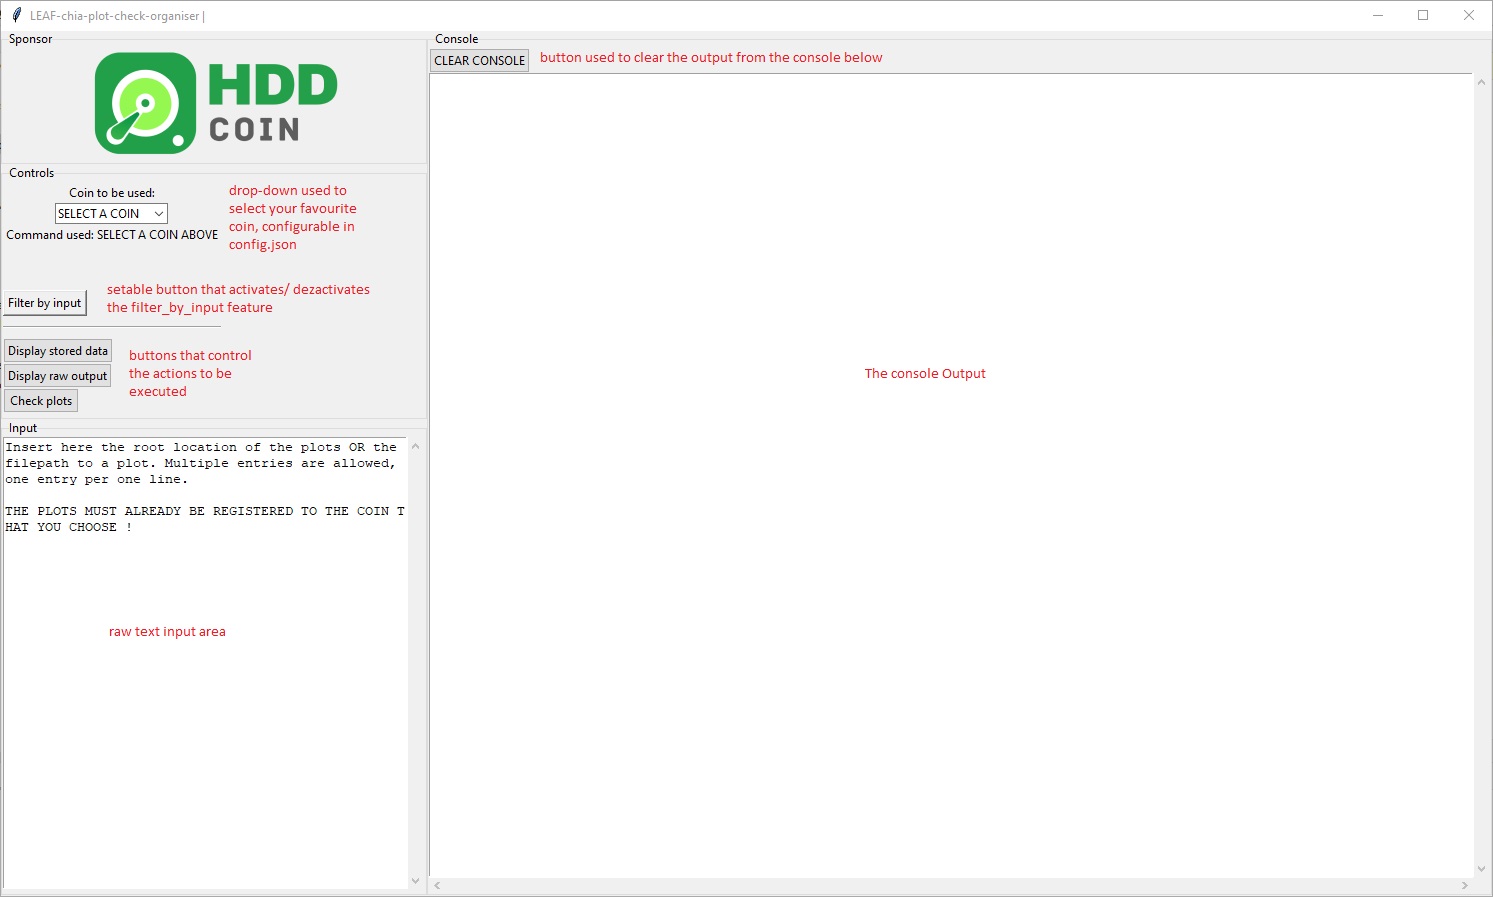 LEAF-chia-plot-check-organiser |
Sponsor
HDD
COIN
Controls
Coin to be used:
SELECT A COIN
Command used: SELECT A COIN ABOVE
drop-down used to
select your favourite
coin, configurable in
config.json
Filter by input
setable button that activates/ dezactivates
the filter_by_input feature
Display stored data
Display raw output
Check plots
buttons that control
the actions to be
executed
Input
Insert here the root location of the plots OR the
filepath to a plot. Multiple entries are allowed,
one entry per one line.
THE PLOTS MUST ALREADY BE REGISTERED TO THE COIN T
HAT YOU CHOOSE !
raw text input area
Console
CLEAR CONSOLE
button used to clear the output from the console below
The console Output